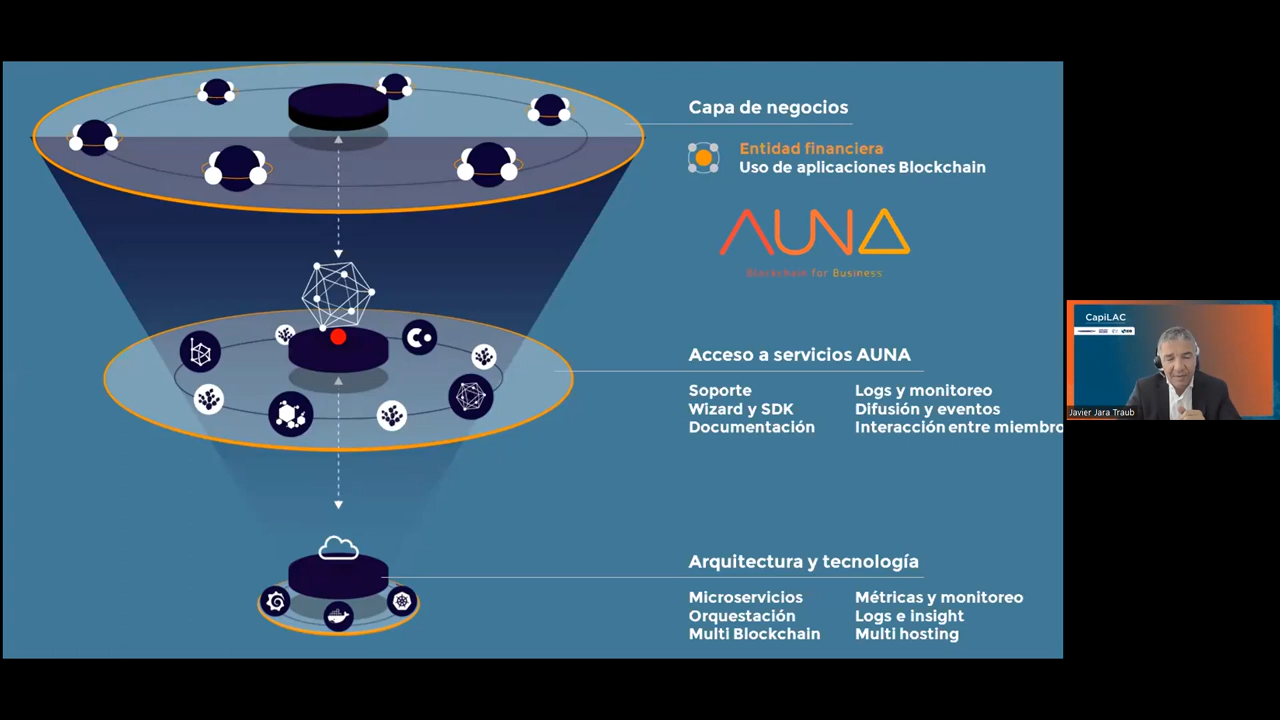 Capa de negocios
Entidad financiera
Uso de aplicaciones Blockchain
AUNA
Blockchain for Business
Acceso a servicios AUNA
Soporte
Wizard y SDK
Documentación
Logs y monitoreo
Difusión y eventos
Interacción entre miembro
Arquitectura y tecnología
Microservicios
Orquestación
Multi Blockchain
Métricas y monitoreo
Logs e insight
Multi hosting
CapiLAC
Javier Jara Traub